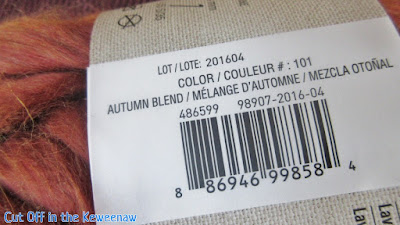 LOT / LOTE: 201604
COLOR / COULEUR # : 101
AUTUMN BLEND / MÉLANGE D'AUTOMNE / MEZCLA OTOÑAL
486599 98907-2016-04
8 86946 99858 4
Cut Off in the Keweenaw